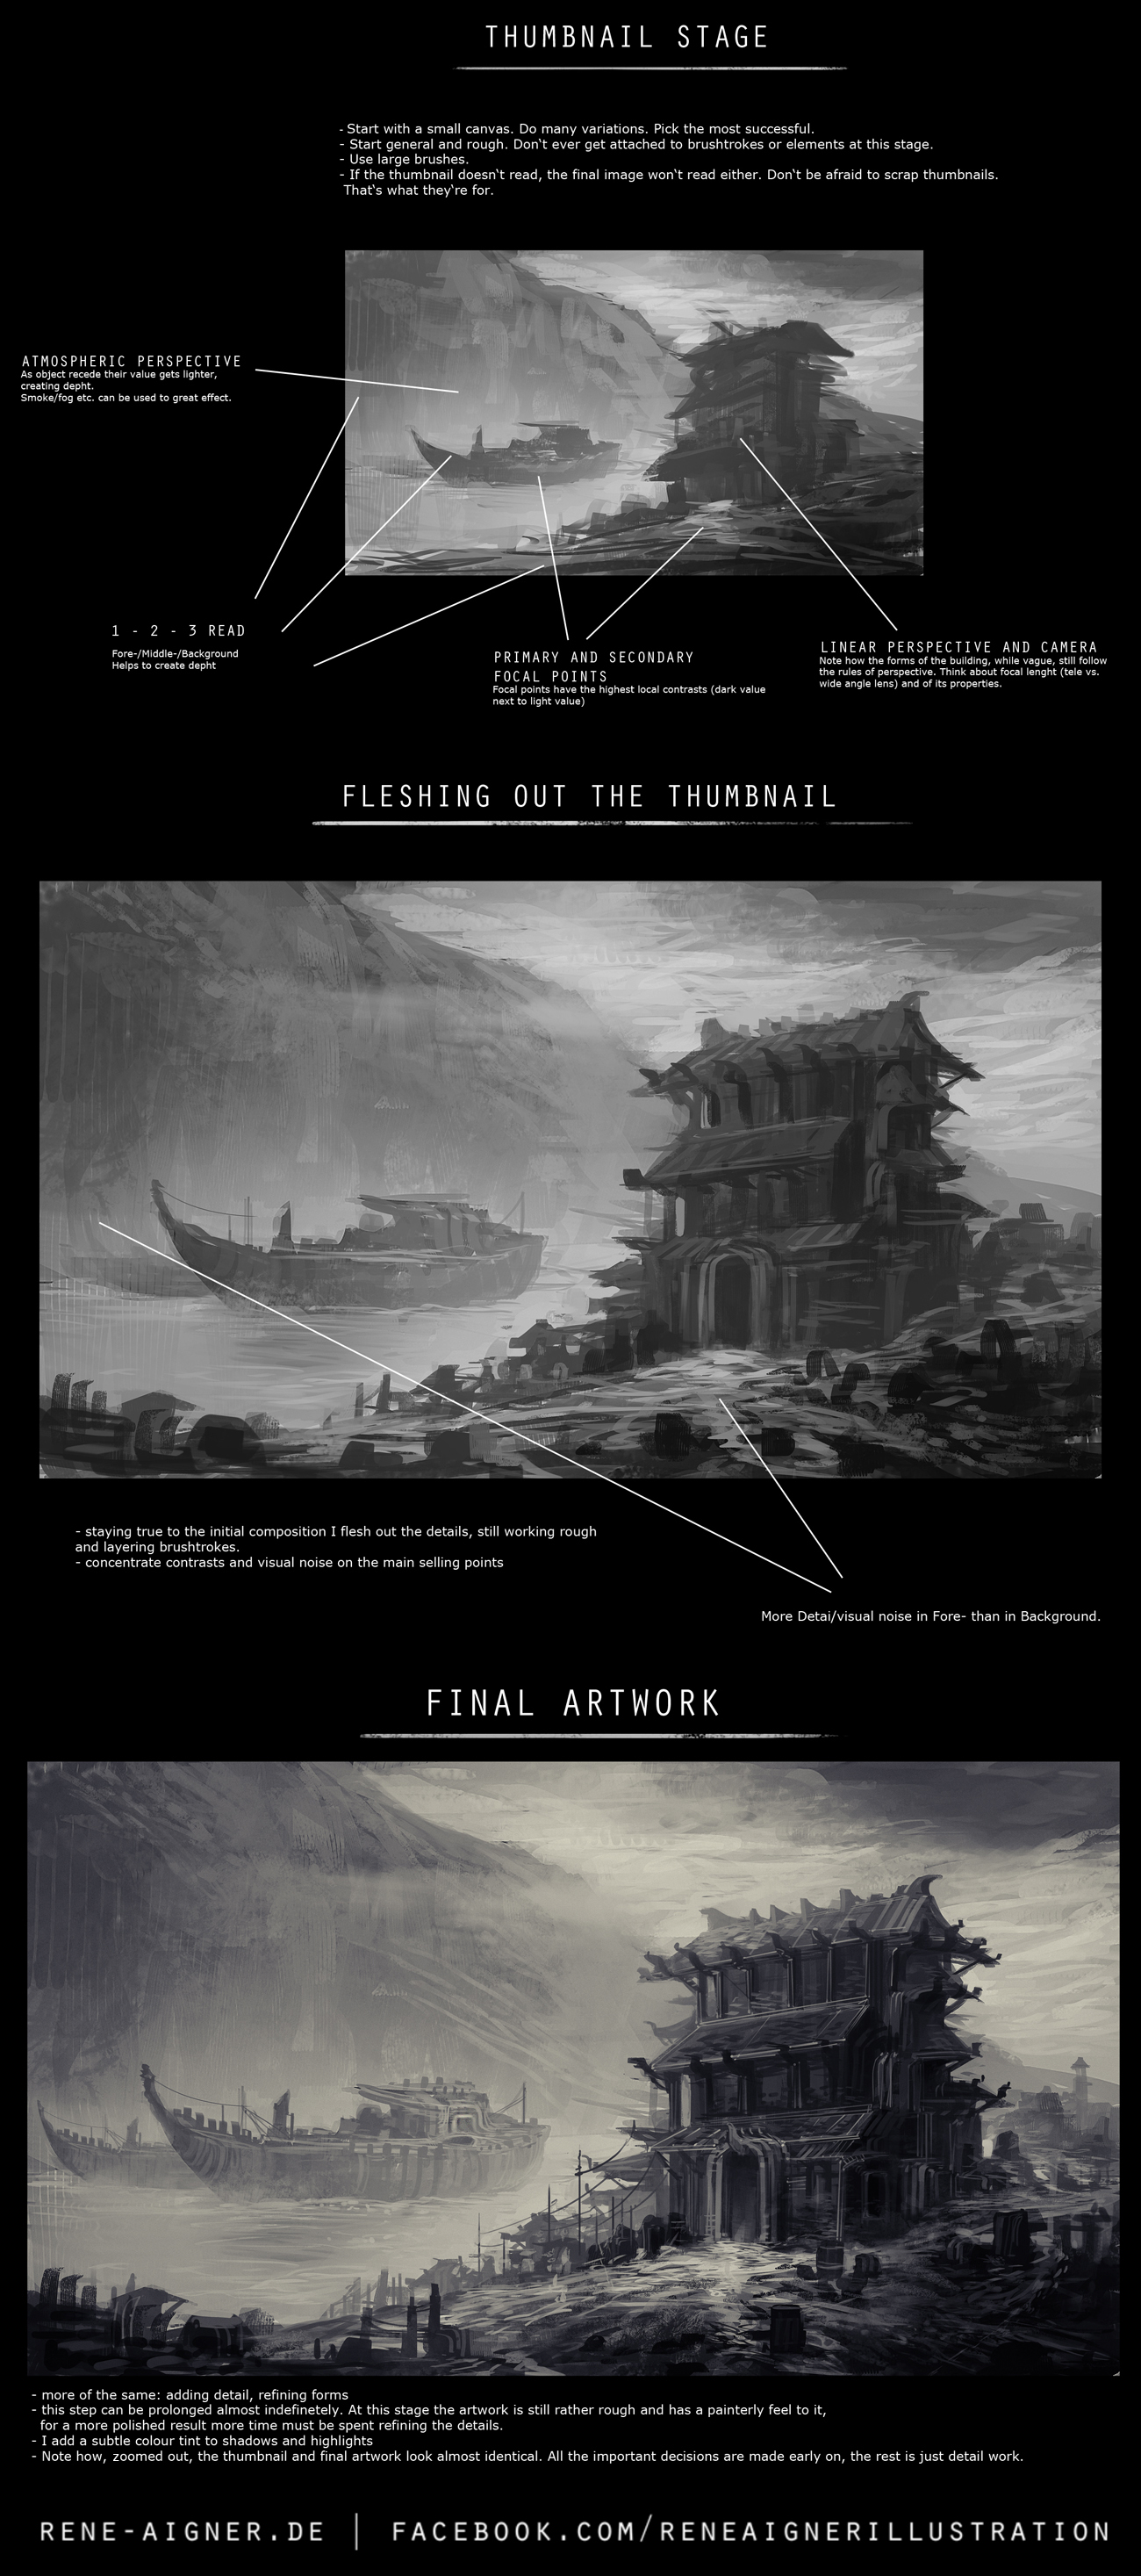 THUMBNAIL STAGE
- Start with a small canvas. Do many variations. Pick the most successful.
- Start general and rough. Don‘t ever get attached to brushtrokes or elements at this stage.
- Use large brushes.
- If the thumbnail doesn‘t read, the final image won‘t read either. Don‘t be afraid to scrap thumbnails.
That‘s what they‘re for.
ATMOSPHERIC PERSPECTIVE
As object recede their value gets lighter,
creating depht.
Smoke/fog etc. can be used to great effect.
1 - 2 - 3 READ
Fore-/Middle-/Background
Helps to create depht
PRIMARY AND SECONDARY
FOCAL POINTS
Focal points have the highest local contrasts (dark value
next to light value)
LINEAR PERSPECTIVE AND CAMERA
Note how the forms of the building, while vague, still follow
the rules of perspective. Think about focal lenght (tele vs.
wide angle lens) and of its properties.
FLESHING OUT THE THUMBNAIL
- staying true to the initial composition I flesh out the details, still working rough
and layering brushtrokes.
- concentrate contrasts and visual noise on the main selling points
More Detai/visual noise in Fore- than in Background.
FINAL ARTWORK
- more of the same: adding detail, refining forms
- this step can be prolonged almost indefinetely. At this stage the artwork is still rather rough and has a painterly feel to it,
for a more polished result more time must be spent refining the details.
- I add a subtle colour tint to shadows and highlights
- Note how, zoomed out, the thumbnail and final artwork look almost identical. All the important decisions are made early on, the rest is just detail work.
RENE-AIGNER.DE | FACEBOOK.COM/RENEAIGNERILLUSTRATION